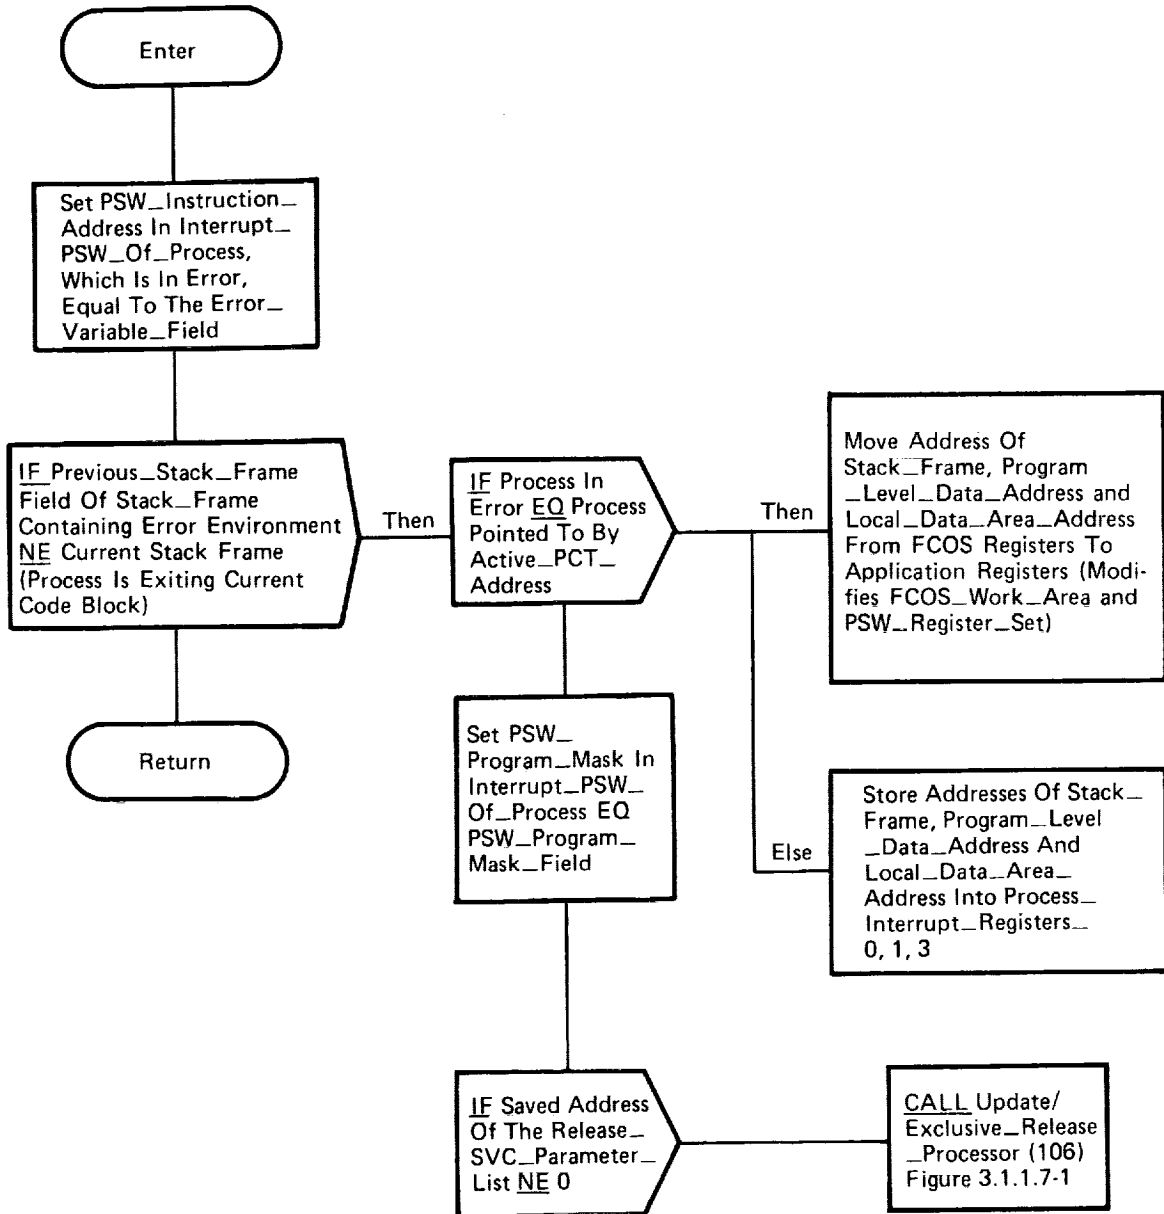 Enter
Set PSW_Instruction_
Address In Interrupt_
PSW_Of_Process,
Which Is In Error,
Equal To The Error_
Variable_Field
IF Previous_Stack_Frame
Field Of Stack_Frame
Containing Error Environment
NE Current Stack Frame
(Process Is Exiting Current
Code Block)
Then
IF Process In
Error EQ Process
Pointed To By
Active_PCT_
Address
Then
Move Address Of
Stack_Frame, Program
_Level_Data_Address and
Local_Data_Area_Address
From FCOS Registers To
Application Registers (Modi-
fies FCOS_Work_Area and
PSW_Register_Set)
Else
Store Addresses Of Stack_
Frame, Program_Level
_Data_Address And
Local_Data_Area_
Address Into Process_
Interrupt_Registers_
0, 1, 3
Set PSW_
Program_Mask In
Interrupt_PSW_
Of_Process EQ
PSW_Program_
Mask_Field
Return
IF Saved Address
Of The Release_
SVC_Parameter_
List NE 0
CALL Update/
Exclusive_Release
_Processor (106)
Figure 3.1.1.7-1